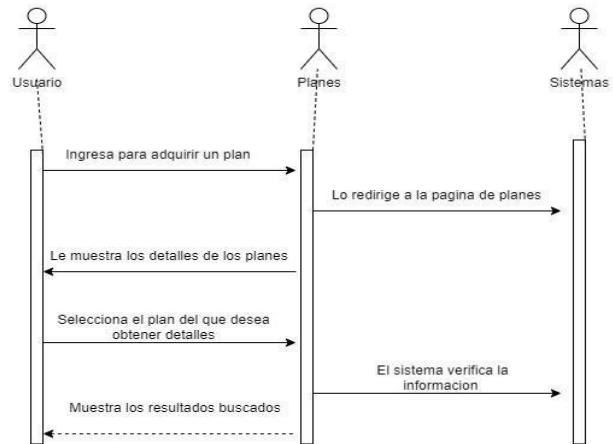 Usuario
Planes
Sistemas
Ingresa para adquirir un plan
Lo redirige a la pagina de planes
Le muestra los detalles de los planes
Selecciona el plan del que desea
obtener detalles
El sistema verifica la
informacion
Muestra los resultados buscados